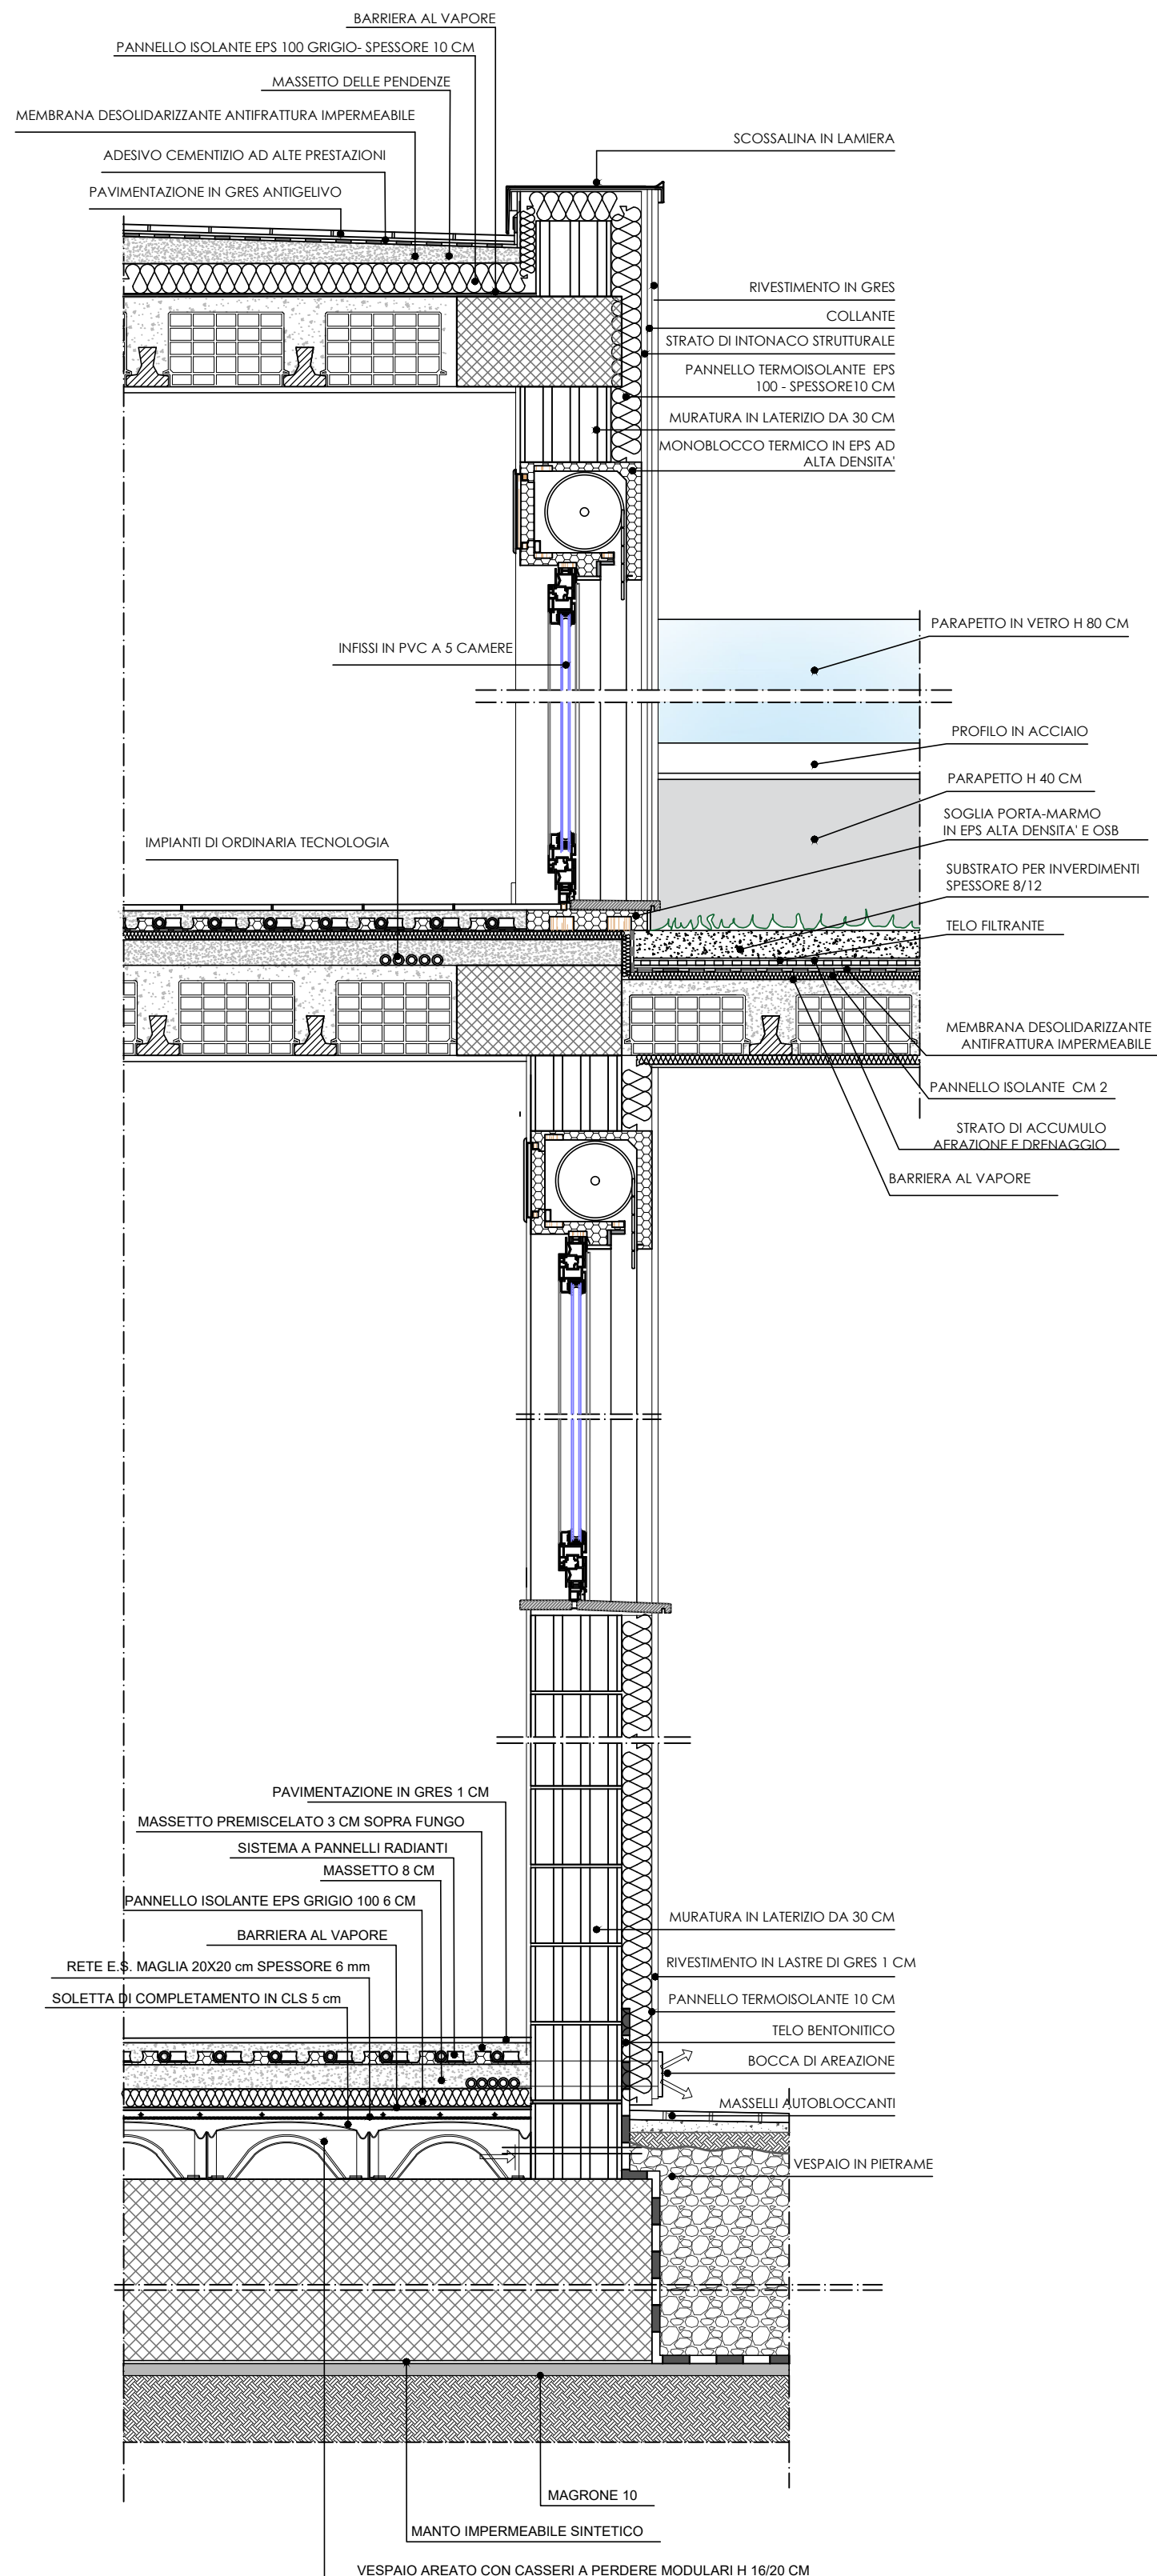 BARRIERA AL VAPORE
PANNELLO ISOLANTE EPS 100 GRIGIO- SPESSORE 10 CM
MASSETTO DELLE PENDENZE
MEMBRANA DESOLIDARIZZANTE ANTIFRATTURA IMPERMEABILE
ADESIVO CEMENTIZIO AD ALTE PRESTAZIONI
PAVIMENTAZIONE IN GRES ANTIGELIVO
SCOSSALINA IN LAMIERA
RIVESTIMENTO IN GRES
COLLANTE
STRATO DI INTONACO STRUTTURALE
PANNELLO TERMOISOLANTE EPS
100 - SPESSORE10 CM
MURATURA IN LATERIZIO DA 30 CM
MONOBLOCCO TERMICO IN EPS AD
ALTA DENSITA'
INFISSI IN PVC A 5 CAMERE
PARAPETTO IN VETRO H 80 CM
PROFILO IN ACCIAIO
PARAPETTO H 40 CM
SOGLIA PORTA-MARMO
IN EPS ALTA DENSITA' E OSB
IMPIANTI DI ORDINARIA TECNOLOGIA
SUBSTRATO PER INVERDIMENTI
SPESSORE 8/12
TELO FILTRANTE
MEMBRANA DESOLIDARIZZANTE
ANTIFRATTURA IMPERMEABILE
PANNELLO ISOLANTE CM 2
STRATO DI ACCUMULO
AERAZIONE E DRENAGGIO
BARRIERA AL VAPORE
PAVIMENTAZIONE IN GRES 1 CM
MASSETTO PREMISCELATO 3 CM SOPRA FUNGO
SISTEMA A PANNELLI RADIANTI
MASSETTO 8 CM
PANNELLO ISOLANTE EPS GRIGIO 100 6 CM
BARRIERA AL VAPORE
RETE E.S. MAGLIA 20X20 cm SPESSORE 6 mm
SOLETTA DI COMPLETAMENTO IN CLS 5 cm
MURATURA IN LATERIZIO DA 30 CM
RIVESTIMENTO IN LASTRE DI GRES 1 CM
PANNELLO TERMOISOLANTE 10 CM
TELO BENTONITICO
BOCCA DI AREAZIONE
MASSELLI AUTOBLOCCANTI
VESPAIO IN PIETRAME
MAGRONE 10
MANTO IMPERMEABILE SINTETICO
VESPAIO AREATO CON CASSERI A PERDERE MODULARI H 16/20 CM